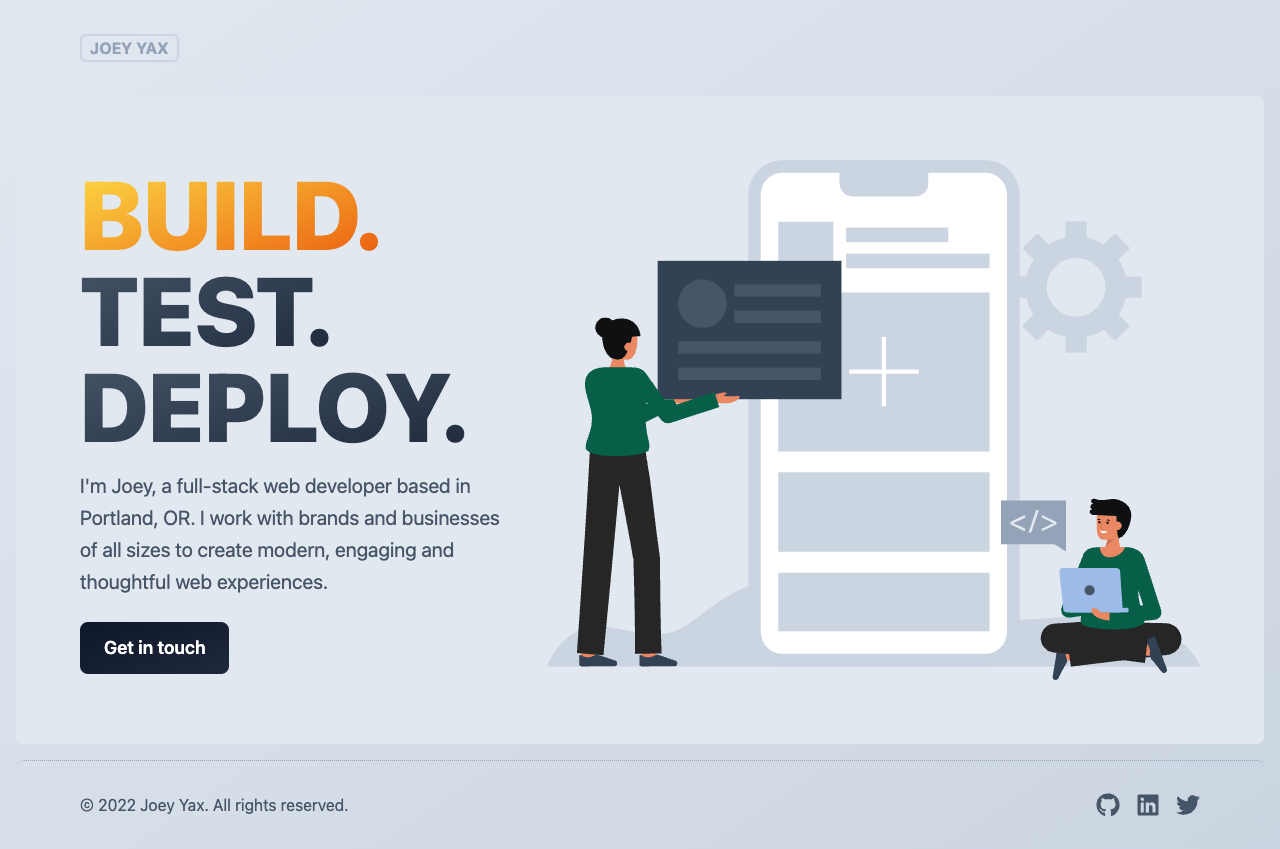 JOEY YAX
BUILD.
TEST.
DEPLOY.
I'm Joey, a full-stack web developer based in
Portland, OR. I work with brands and businesses
of all sizes to create modern, engaging and
thoughtful web experiences.
</>
Get in touch
© 2022 Joey Yax. All rights reserved.
in